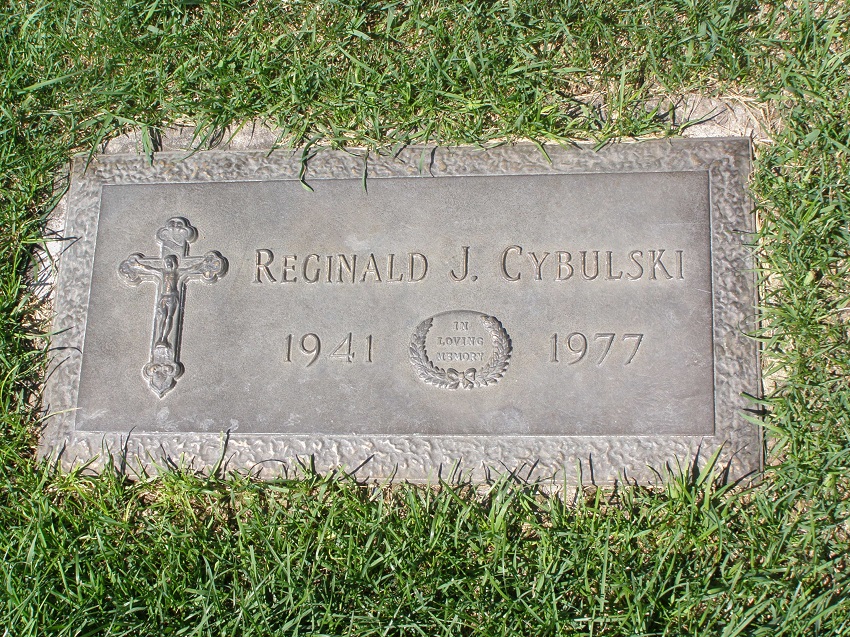 REGINALD J. CYBULSKI
1941
IN
LOVING
MEMORY
1977